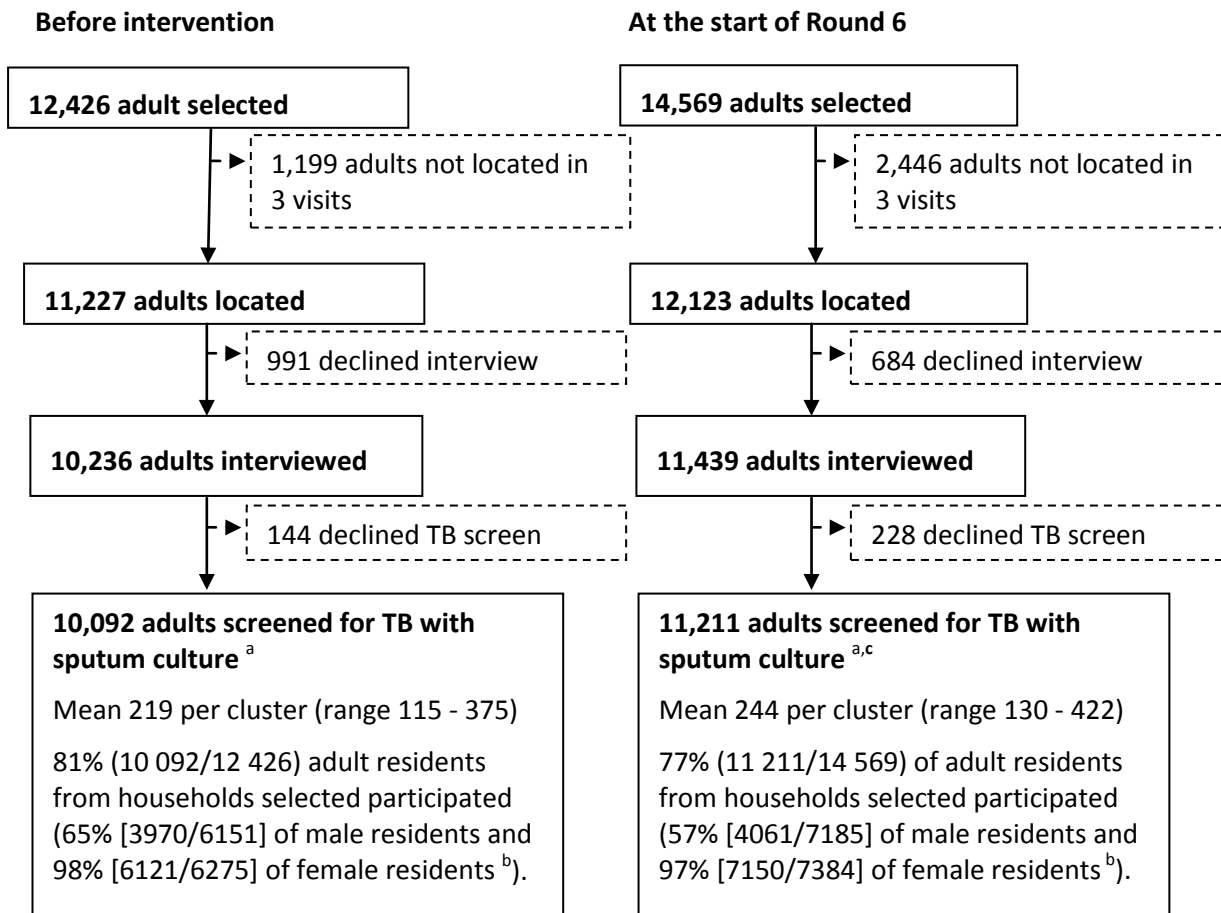 Before intervention
12,426 adult selected
1,199 adults not located in
3 visits
11,227 adults located
991 declined interview
10,236 adults interviewed
144 declined TB screen
10,092 adults screened for TB with
sputum culture a
Mean 219 per cluster (range 115 - 375)
81% (10 092/12 426) adult residents
from households selected participated
(65% [3970/6151] of male residents and
98% [6121/6275] of female residents b).
At the start of Round 6
14,569 adults selected
2,446 adults not located in
3 visits
12,123 adults located
684 declined interview
11,439 adults interviewed
228 declined TB screen
11,211 adults screened for TB with
sputum culture a,c
Mean 244 per cluster (range 130 - 422)
77% (11 211/14 569) of adult residents
from households selected participated
(57% [4061/7185] of male residents and
97% [7150/7384] of female residents b).